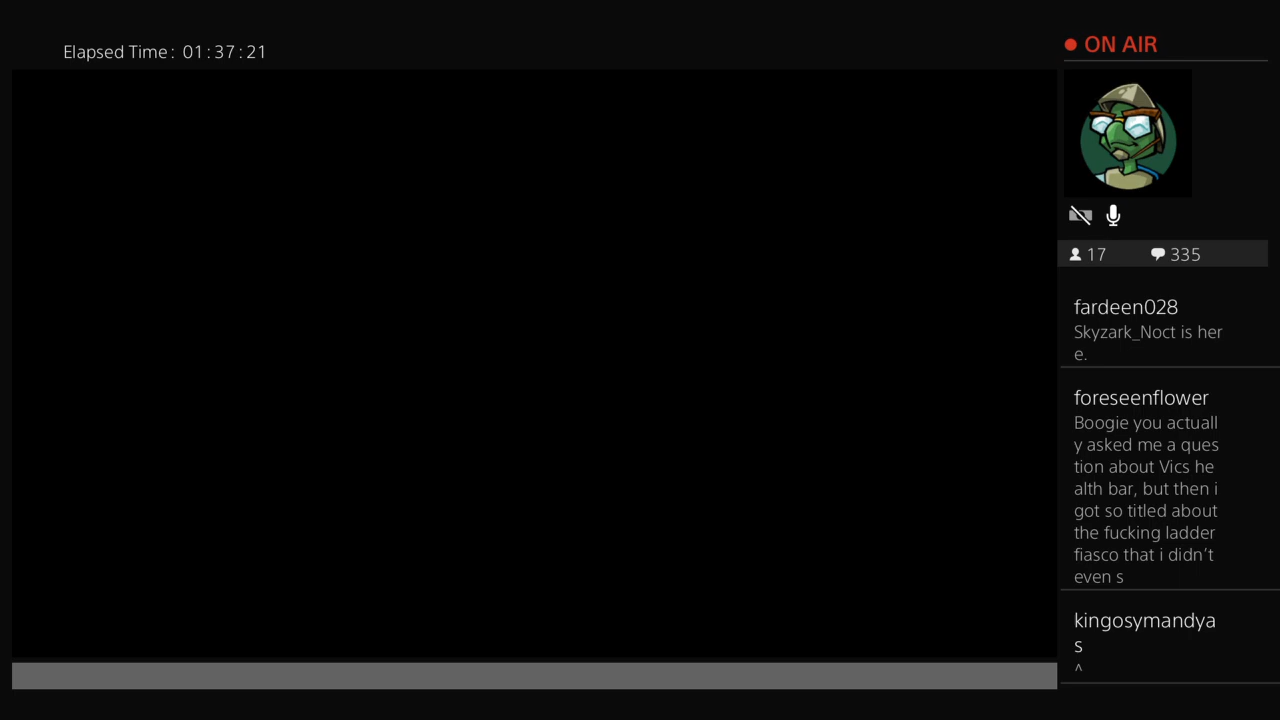 Elapsed Time: 01:37:21
ON AIR
17 335
fardeen028
Skyzark_Noct is her
e.
foreseenflower
Boogie you actuall
y asked me a ques
tion about Vics he
alth bar, but then i
got so titled about
the fucking ladder
fiasco that i didn't
even s
kingosymandya
s
^